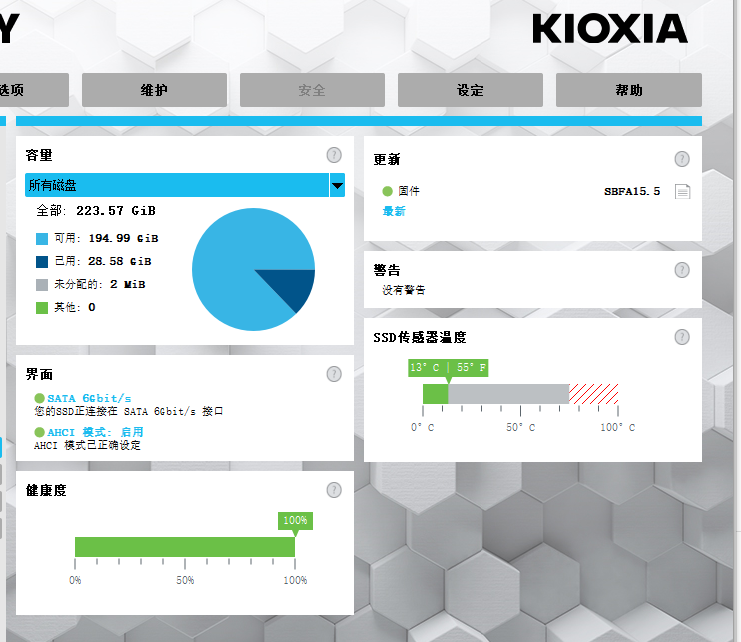 Y
KIOXIA
选项
维护
安全
设定
帮助
容量
?
所有磁盘
全部: 223.57 GiB
可用: 194.99 GiB
已用: 28.58 GiB
未分配的: 2 MiB
其他: 0
界面
?
SATA 6Gbit/s
您的SSD正连接在 SATA 6Gbit/s 接口
AHCI 模式: 启用
AHCI 模式已正确设定
健康度
?
100%
0%
50%
100%
更新
?
固件
SBFA15.5
最新
警告
?
没有警告
SSD传感器温度
?
13° C | 55° F
0° C
50° C
100° C